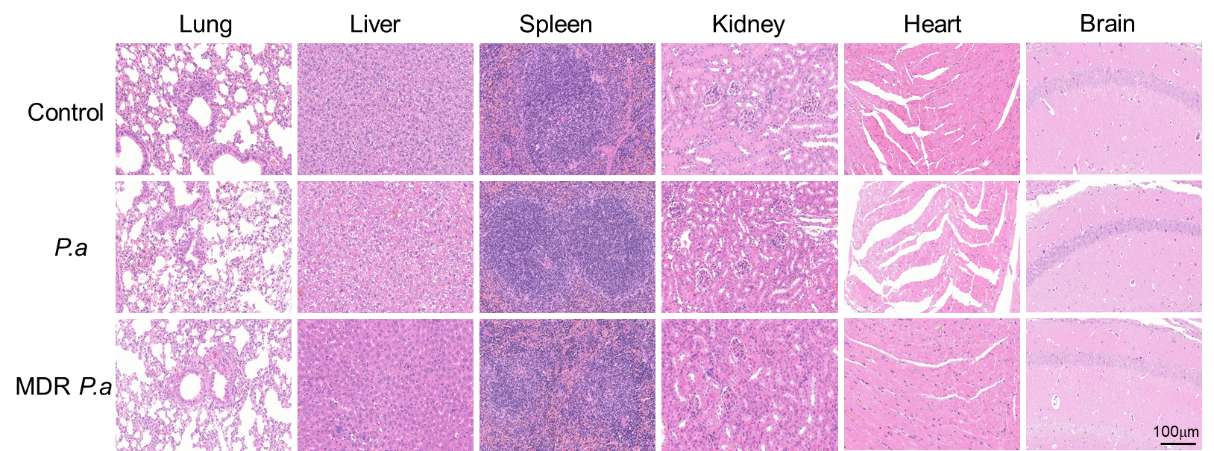 Lung Liver Spleen Kidney Heart Brain
Control
P.a
MDR P.a
100μm